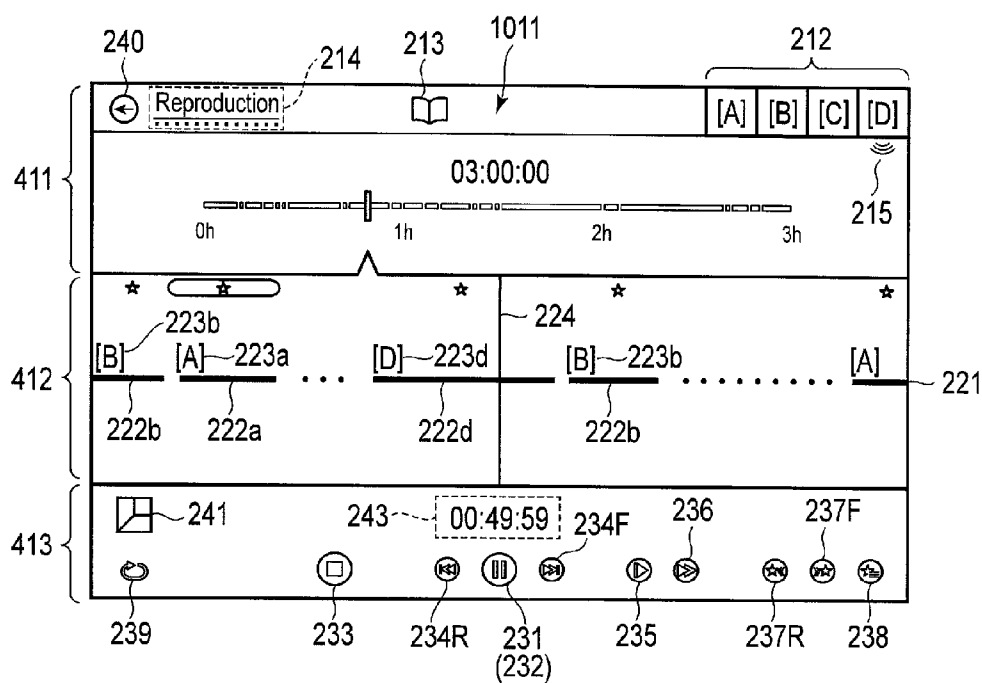 240 214 213 1011 212
Reproduction [A] [B] [C] [D]
411 03:00:00 215
0h 1h 2h 3h
224
223b
[B] [A] 223a [D] 223d [B] 223b [A]
412 221
222b 222a 222d 222b
241 243 00:49:59 234F 236 237F
413
239 233 234R 231 235 237R 238
(232)